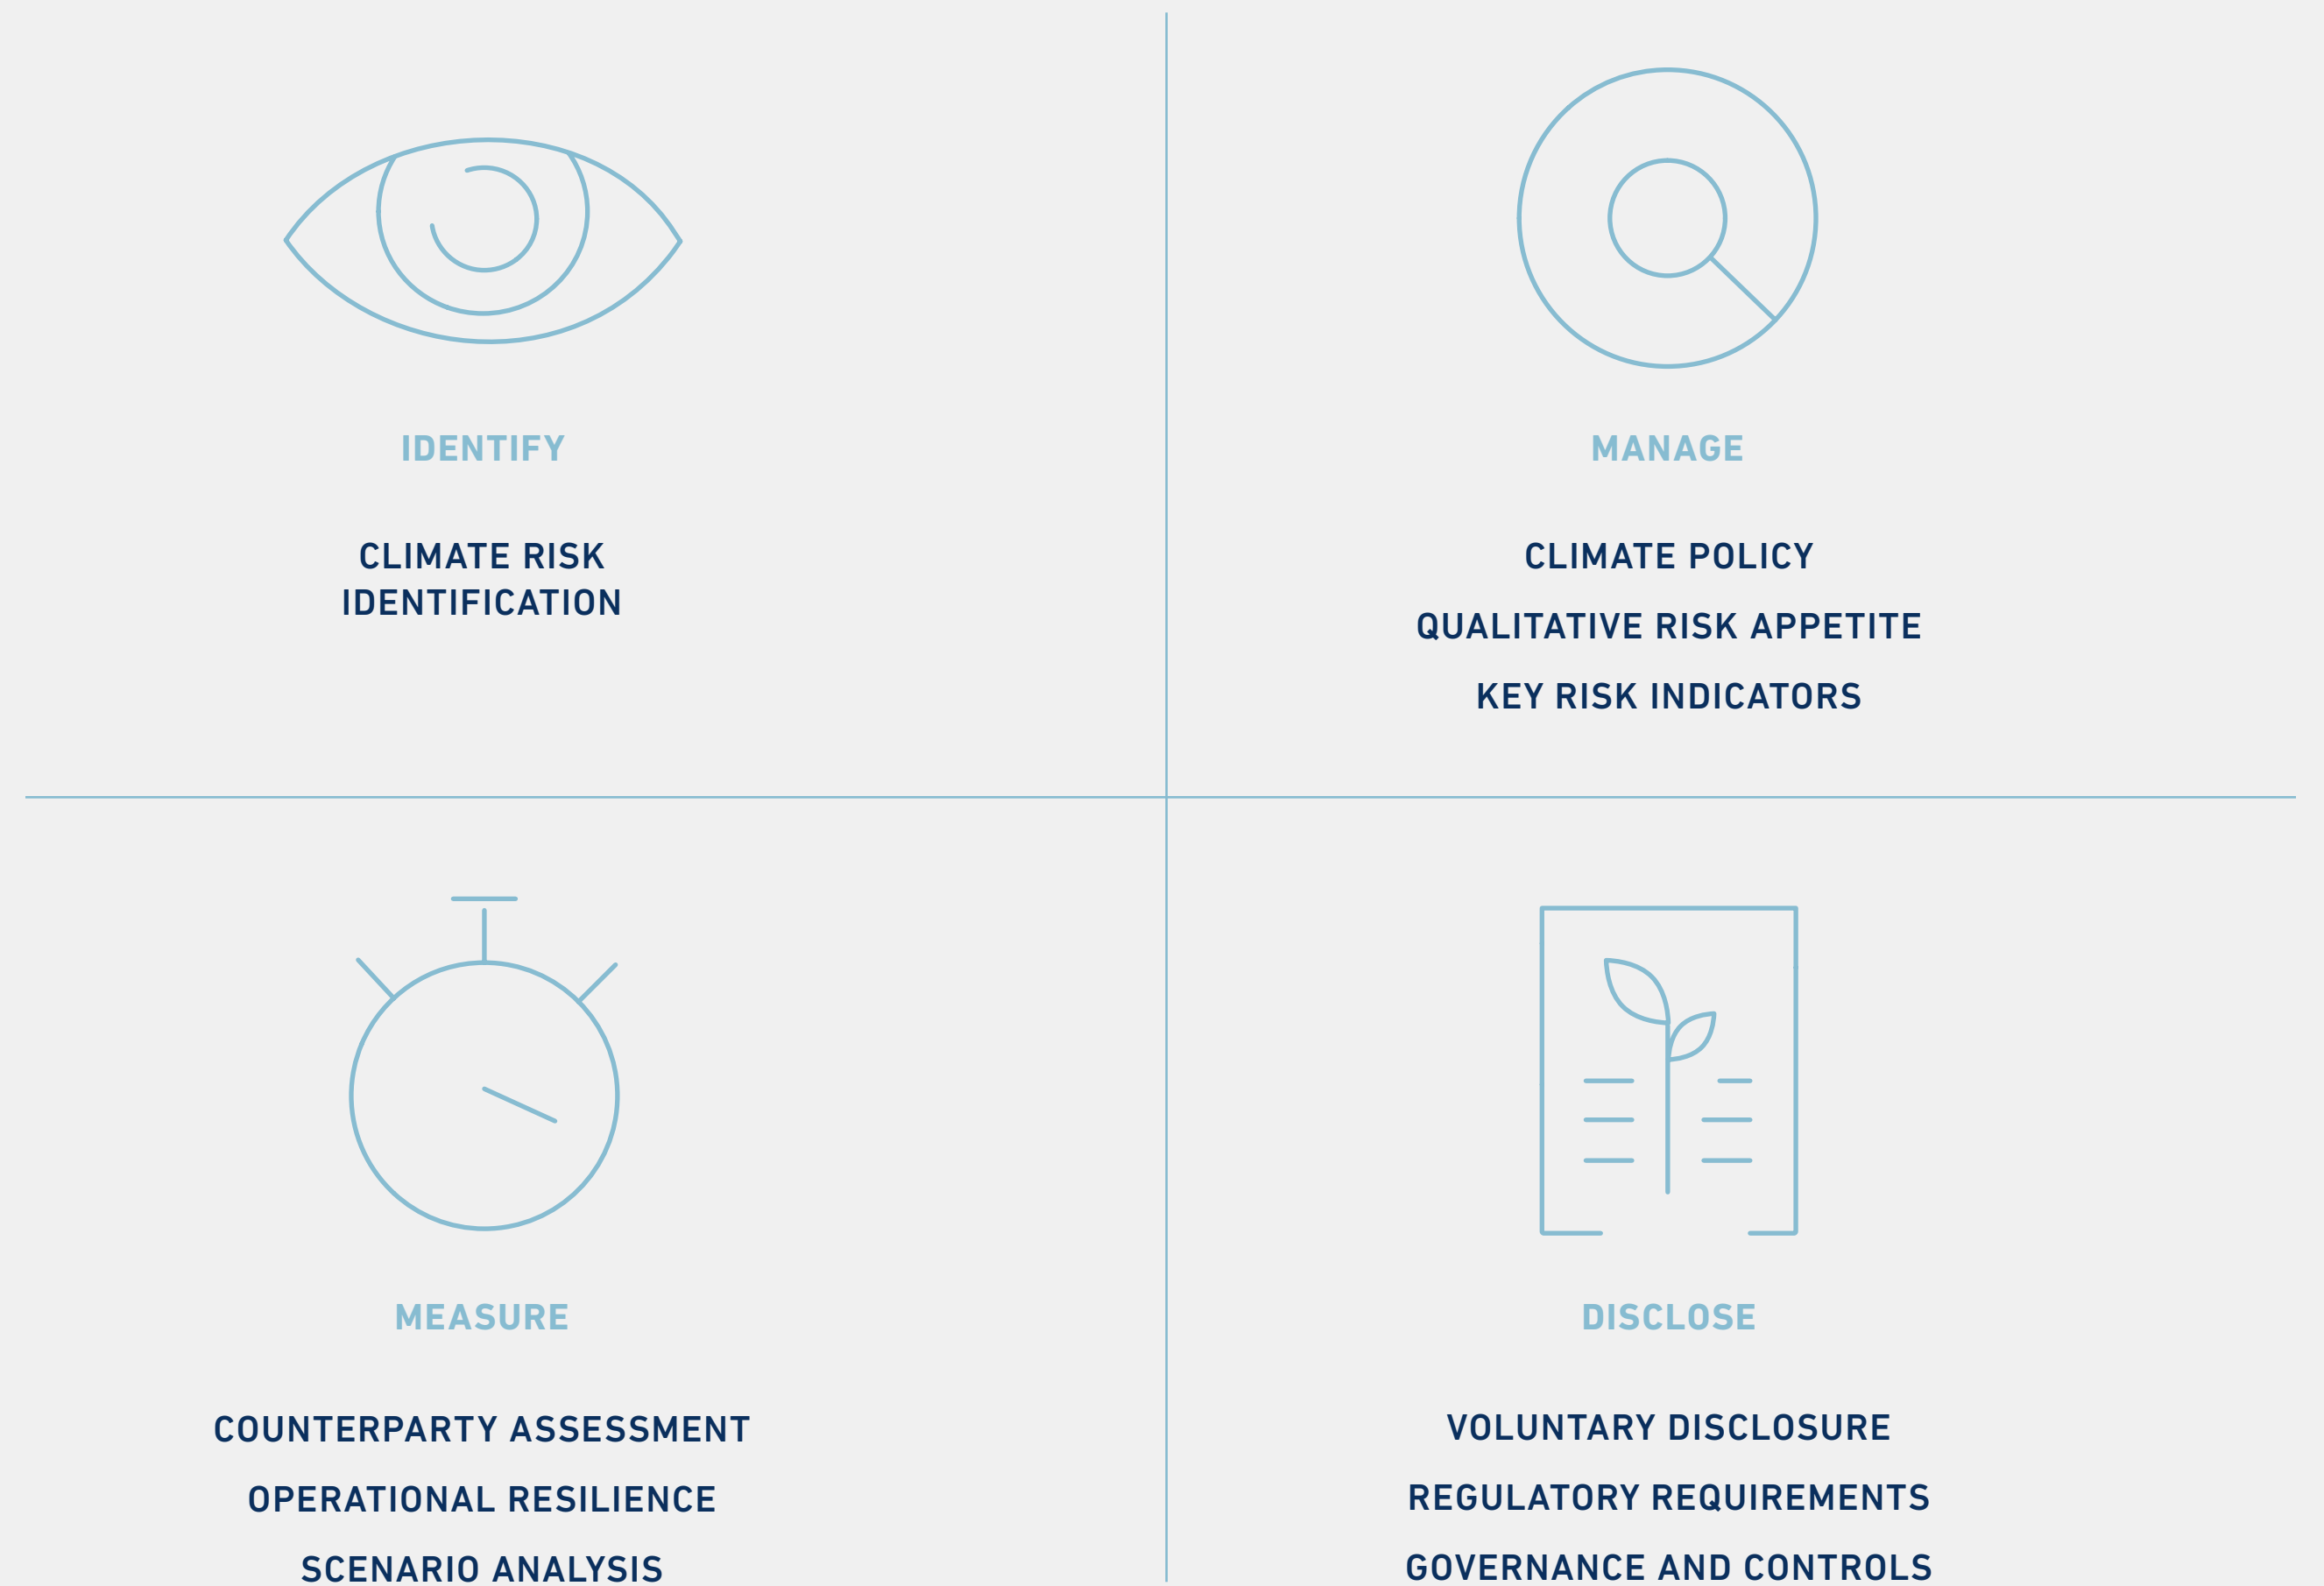 IDENTIFY
CLIMATE RISK
IDENTIFICATION
MANAGE
CLIMATE POLICY
QUALITATIVE RISK APPETITE
KEY RISK INDICATORS
MEASURE
COUNTERPARTY ASSESSMENT
OPERATIONAL RESILIENCE
SCENARIO ANALYSIS
DISCLOSE
VOLUNTARY DISCLOSURE
REGULATORY REQUIREMENTS
GOVERNANCE AND CONTROLS